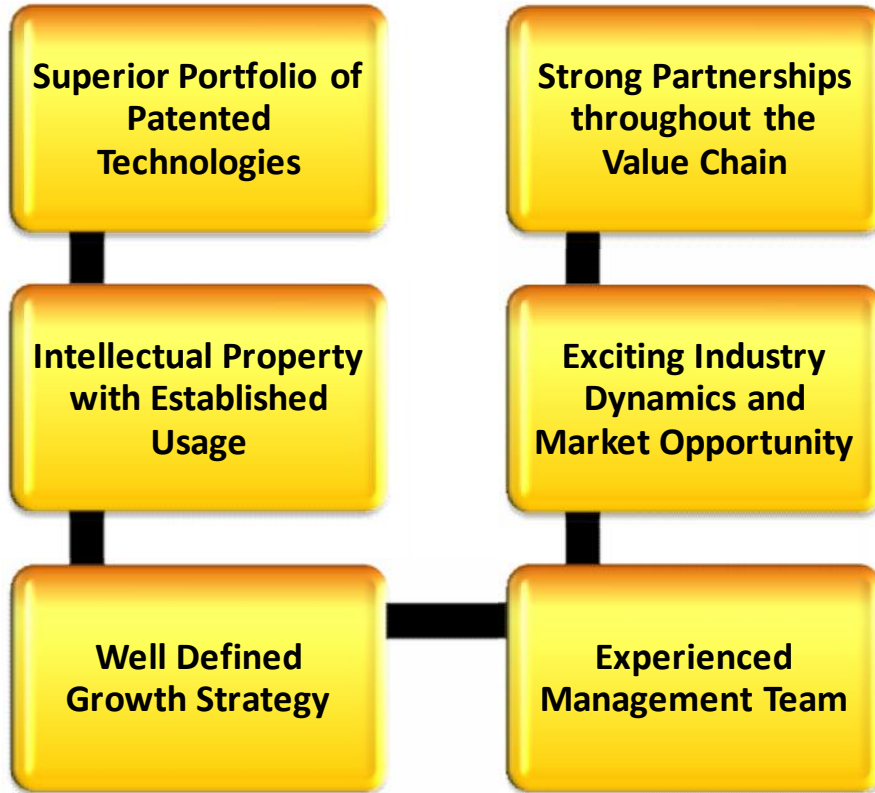 Superior Portfolio of
Patented
Technologies
Intellectual Property
with Established
Usage
Well Defined
Growth Strategy
Experienced
Management Team
Exciting Industry
Dynamics and
Market Opportunity
Strong Partnerships
throughout the
Value Chain